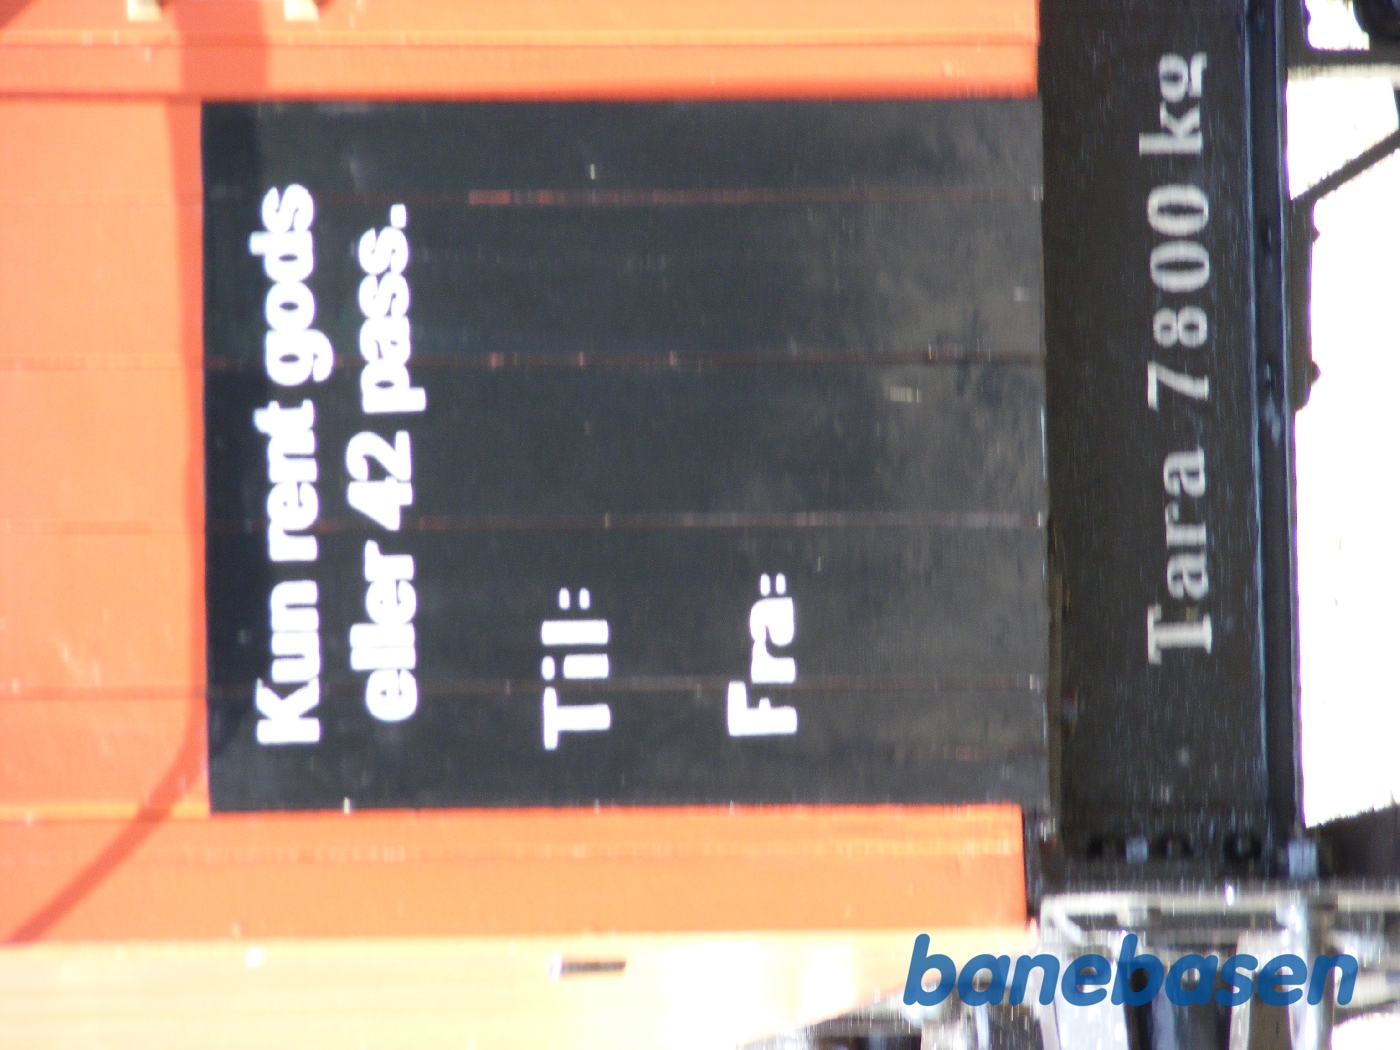 Kun rent gods
eller 42 pass.
Til:
Fra:
Tara 7800 kg
banebasen